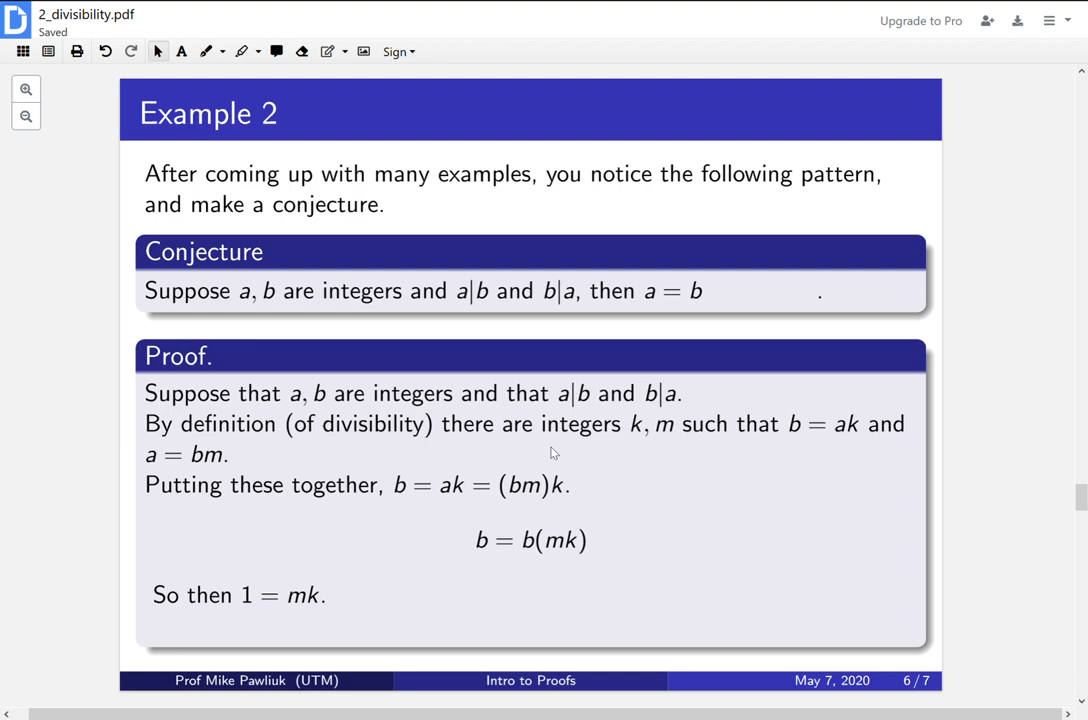 2_divisibility.pdf
Saved
Upgrade to Pro
A
Sign
Example 2
After coming up with many examples, you notice the following pattern,
and make a conjecture.
Conjecture
Suppose a, b are integers and a|b and b|a, then a = b .
Proof.
Suppose that a, b are integers and that a|b and b|a.
By definition (of divisibility) there are integers k, m such that b = ak and
a = bm.
Putting these together, b = ak = (bm)k.
b = b(mk)
So then 1 = mk.
Prof Mike Pawliuk (UTM) Intro to Proofs May 7, 2020 6 / 7